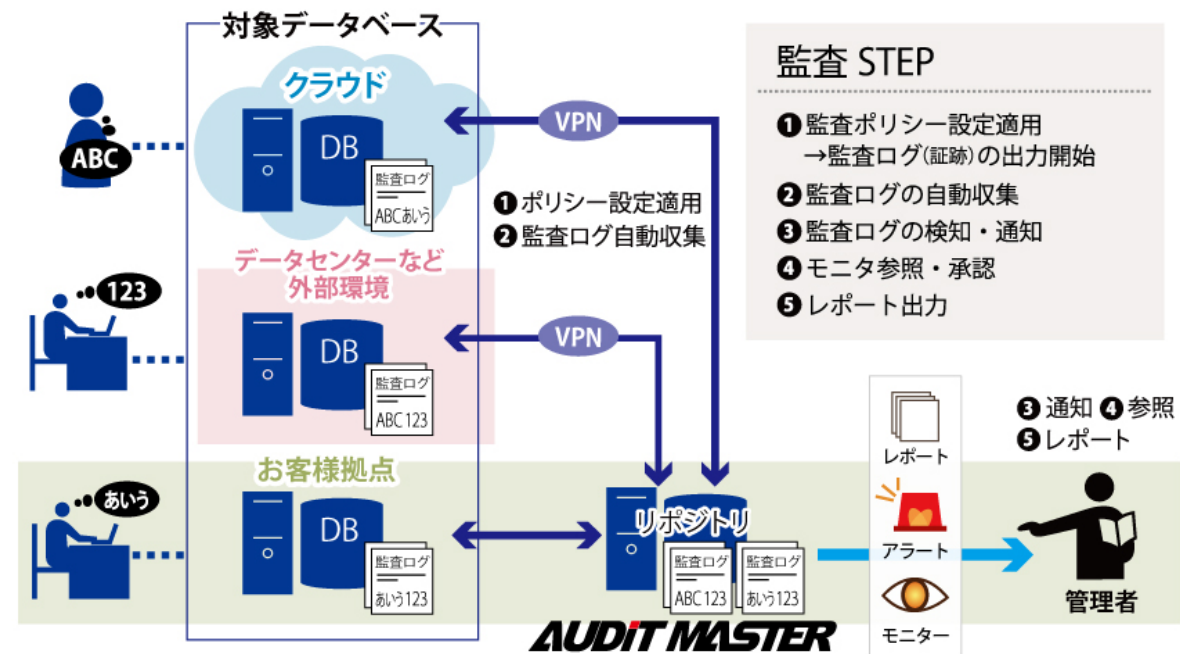 対象データベース
クラウド
ABC
DB
監査ログ
ABCあいう
VPN
❶ポリシー設定適用
❷監査ログ自動収集
データセンターなど
外部環境
123
DB
監査ログ
ABC 123
VPN
お客様拠点
あいう
DB
監査ログ
あいう123
リポジトリ
監査ログ
ABC123
監査ログ
あいう123
AUDiT MASTER
監査 STEP
❶監査ポリシー設定適用
→監査ログ(証跡)の出力開始
❷監査ログの自動収集
❸監査ログの検知・通知
❹モニタ参照・承認
❺レポート出力
レポート
アラート
モニター
❸通知 ❹参照
❺レポート
管理者